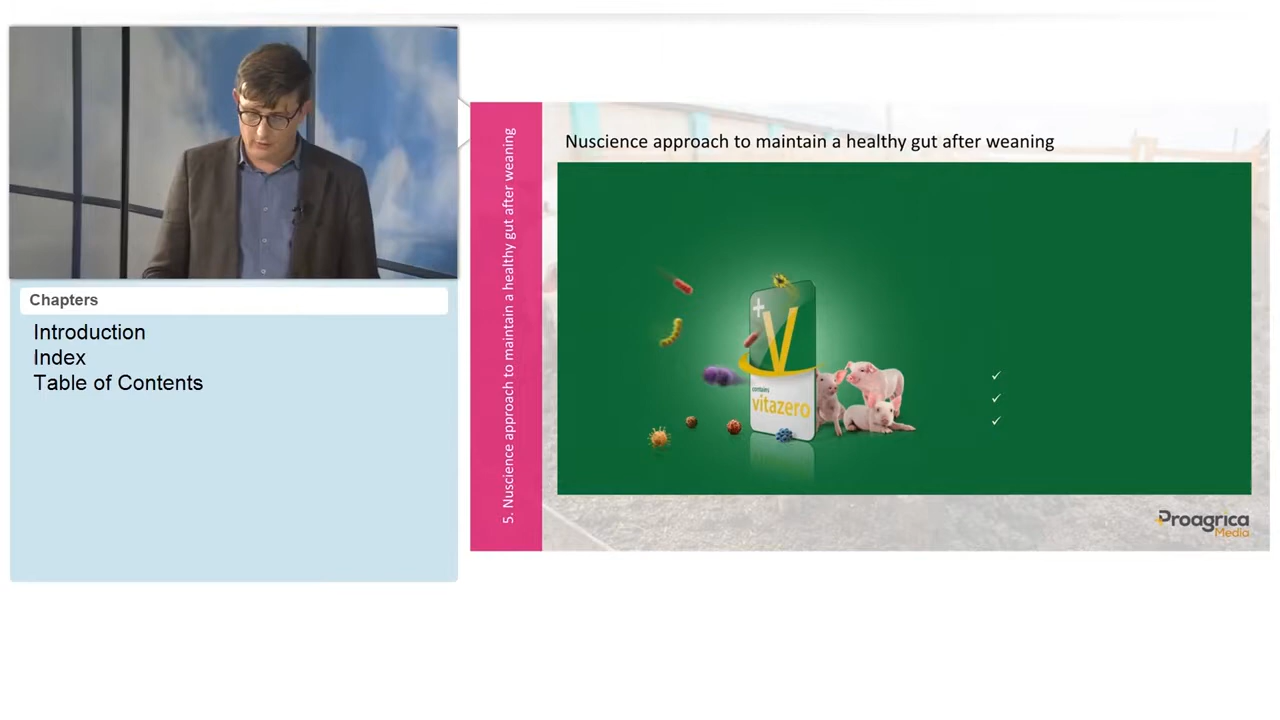 Chapters
Introduction
Index
Table of Contents
5. Nuscience approach to maintain a healthy gut after weaning
Nuscience approach to maintain a healthy gut after weaning
+
V
contains
vitazero
✓
✓
✓
Proagrica
Media